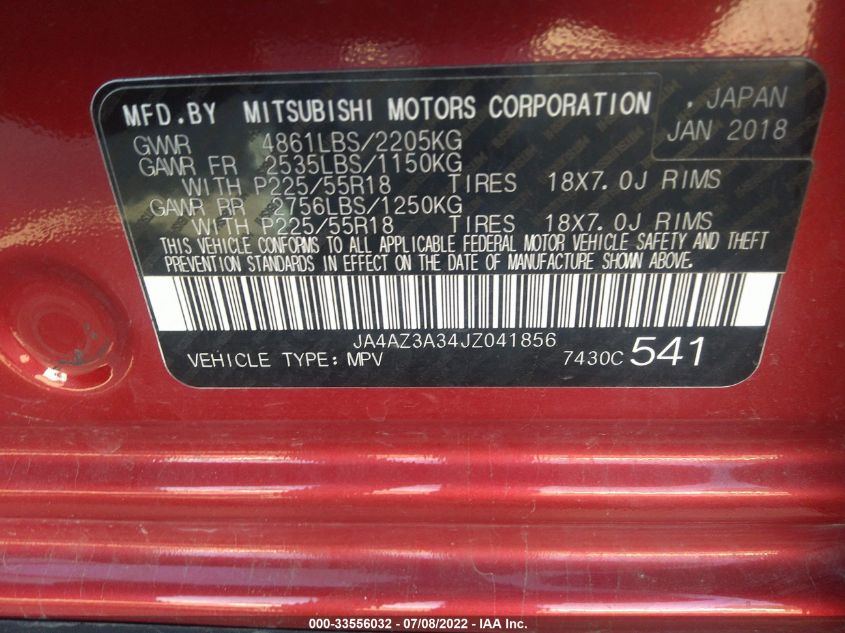 MFD.BY MITSUBISHI MOTORS CORPORATION , JAPAN
JAN 2018
GVWR 4861LBS/2205KG
GAWR FR 2535LBS/1150KG
WITH P225/55R18 TIRES 18X7.0J RIMS
GAWR RR 2756LBS/1250KG
WITH P225/55R18 TIRES 18X7.0J RIMS
THIS VEHICLE CONFORMS TO ALL APPLICABLE FEDERAL MOTOR VEHICLE SAFETY AND THEFT
PREVENTION STANDARDS IN EFFECT ON THE DATE OF MANUFACTURE SHOWN ABOVE.
JA4AZ3A34JZ041856
VEHICLE TYPE: MPV 7430C 541
000-33556032 - 07/08/2022 - IAA Inc.